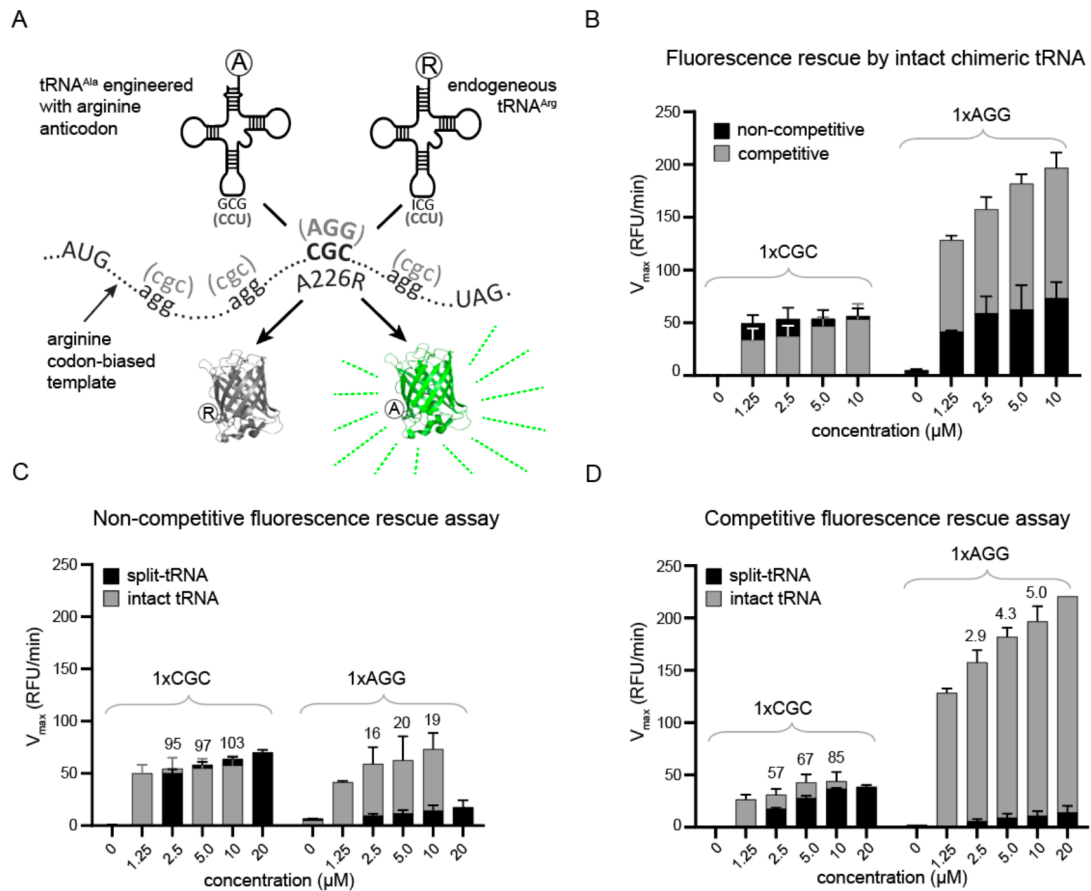 A
tRNAAla engineered
with arginine
anticodon
A
R
endogeneous
tRNAArg
GCG
(CCU)
ICG
(CCU)
(AGG)
CGC
A226R
...AUG
(cgc)
agg
(cgc)
agg
(cgc)
agg
UAG.
arginine
codon-biased
template
R
A
B
Fluorescence rescue by intact chimeric tRNA
Vmax (RFU/min)
250
200
150
100
50
0
non-competitive
competitive
1xCGC
1xAGG
0 1.25 2.5 5.0 10 0 1.25 2.5 5.0 10
concentration (µM)
C
Non-competitive fluorescence rescue assay
Vmax (RFU/min)
250
200
150
100
50
0
split-tRNA
intact tRNA
1xCGC
1xAGG
95 97 103 16 20 19
0 1.25 2.5 5.0 10 20 0 1.25 2.5 5.0 10 20
concentration (µM)
D
Competitive fluorescence rescue assay
Vmax (RFU/min)
250
200
150
100
50
0
split-tRNA
intact tRNA
1xCGC
1xAGG
57 67 85 2.9 4.3 5.0
0 1.25 2.5 5.0 10 20 0 1.25 2.5 5.0 10 20
concentration (µM)